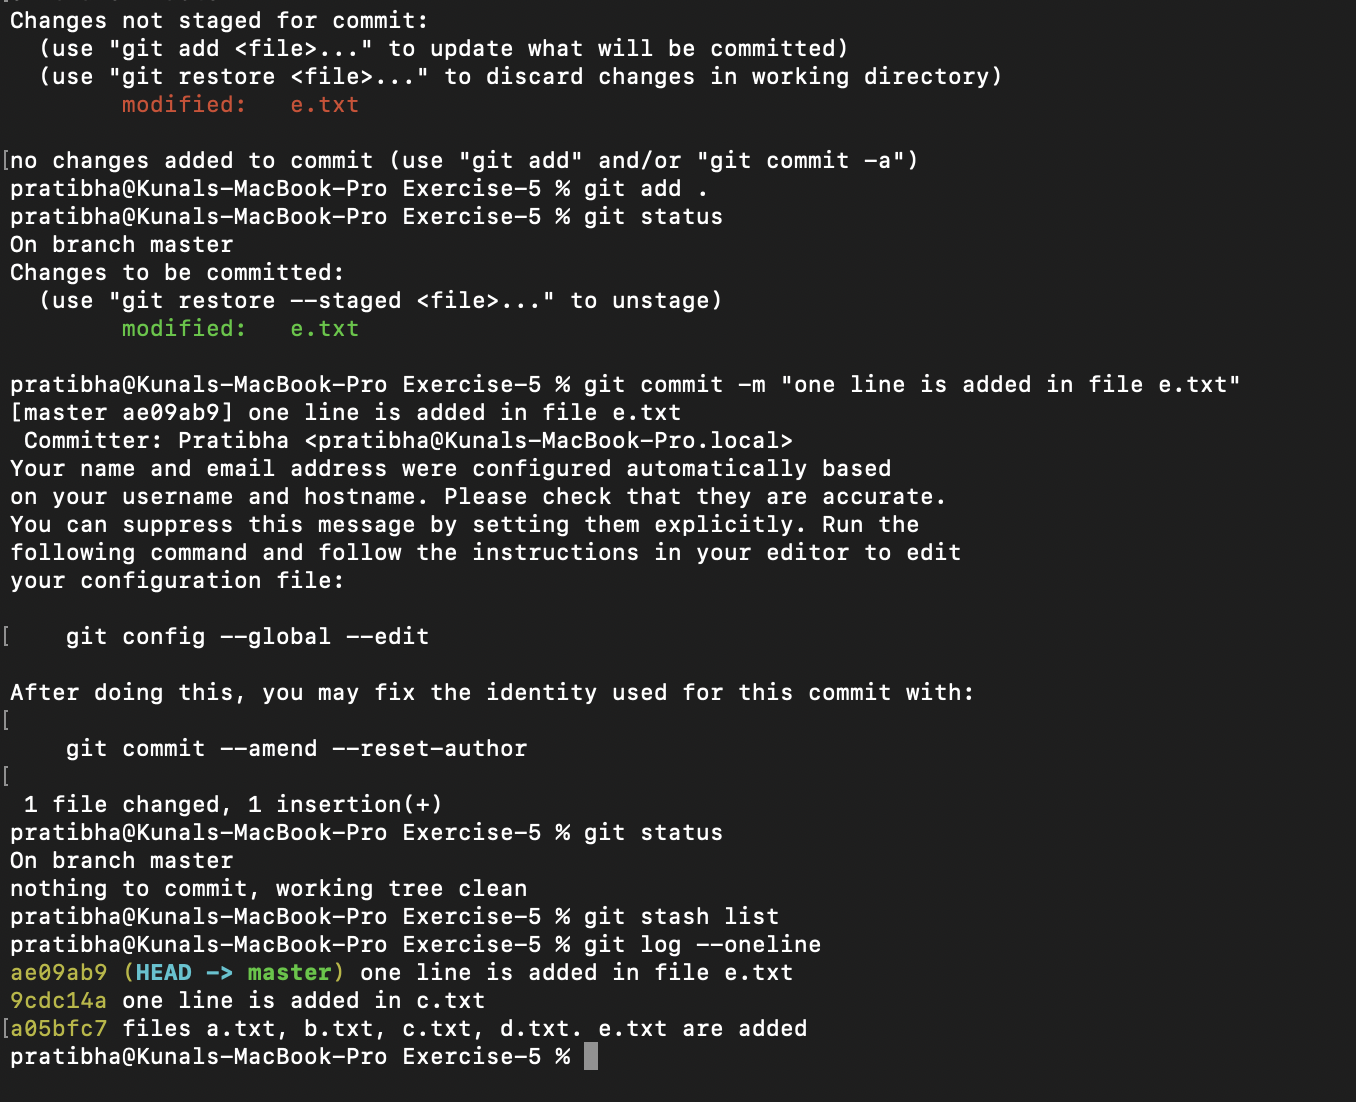 Changes not staged for commit:
  (use "git add <file>..." to update what will be committed)
  (use "git restore <file>..." to discard changes in working directory)
        modified:   e.txt

[no changes added to commit (use "git add" and/or "git commit -a")
pratibha@Kunals-MacBook-Pro Exercise-5 % git add .
pratibha@Kunals-MacBook-Pro Exercise-5 % git status
On branch master
Changes to be committed:
  (use "git restore --staged <file>..." to unstage)
        modified:   e.txt

pratibha@Kunals-MacBook-Pro Exercise-5 % git commit -m "one line is added in file e.txt"
[master ae09ab9] one line is added in file e.txt
 Committer: Pratibha <pratibha@Kunals-MacBook-Pro.local>
Your name and email address were configured automatically based
on your username and hostname. Please check that they are accurate.
You can suppress this message by setting them explicitly. Run the
following command and follow the instructions in your editor to edit
your configuration file:

[    git config --global --edit

After doing this, you may fix the identity used for this commit with:
[
    git commit --amend --reset-author
[
 1 file changed, 1 insertion(+)
pratibha@Kunals-MacBook-Pro Exercise-5 % git status
On branch master
nothing to commit, working tree clean
pratibha@Kunals-MacBook-Pro Exercise-5 % git stash list
pratibha@Kunals-MacBook-Pro Exercise-5 % git log --oneline
ae09ab9 (HEAD -> master) one line is added in file e.txt
9cdc14a one line is added in c.txt
[a05bfc7 files a.txt, b.txt, c.txt, d.txt. e.txt are added
pratibha@Kunals-MacBook-Pro Exercise-5 %